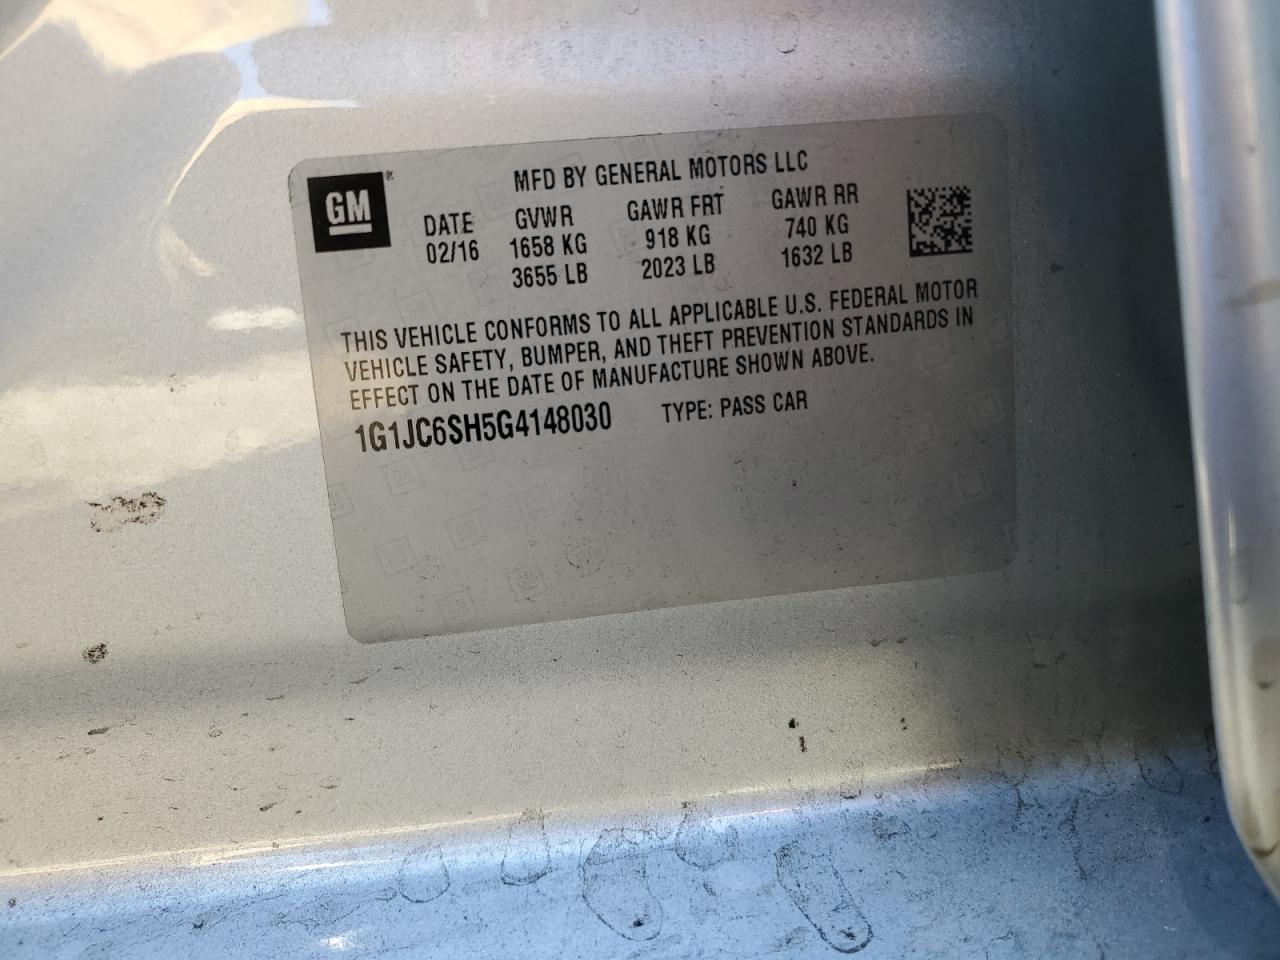 GM®
MFD BY GENERAL MOTORS LLC
DATE GVWR GAWR FRT GAWR RR
02/16 1658 KG 918 KG 740 KG
3655 LB 2023 LB 1632 LB
THIS VEHICLE CONFORMS TO ALL APPLICABLE U.S. FEDERAL MOTOR
VEHICLE SAFETY, BUMPER, AND THEFT PREVENTION STANDARDS IN
EFFECT ON THE DATE OF MANUFACTURE SHOWN ABOVE.
1G1JC6SH5G4148030 TYPE: PASS CAR